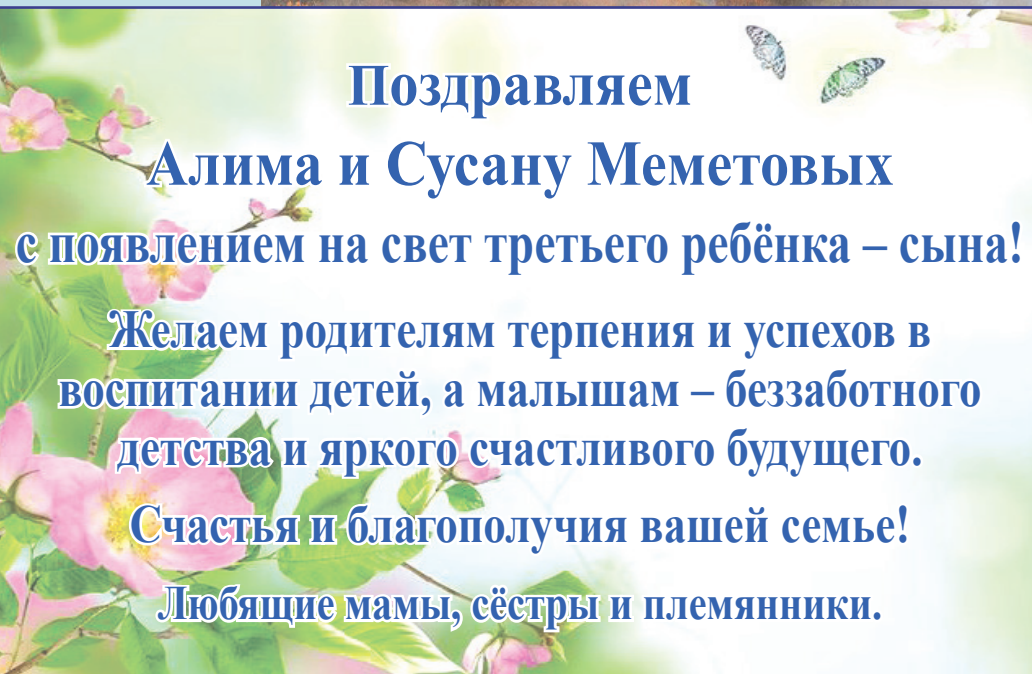 Поздравляем
Алима и Сусану Меметовых
с появлением на свет третьего ребёнка – сына!
Желаем родителям терпения и успехов в
воспитании детей, а малышам – беззаботного
детства и яркого счастливого будущего.
Счастья и благополучия вашей семье!
Любящие мамы, сёстры и племянники.